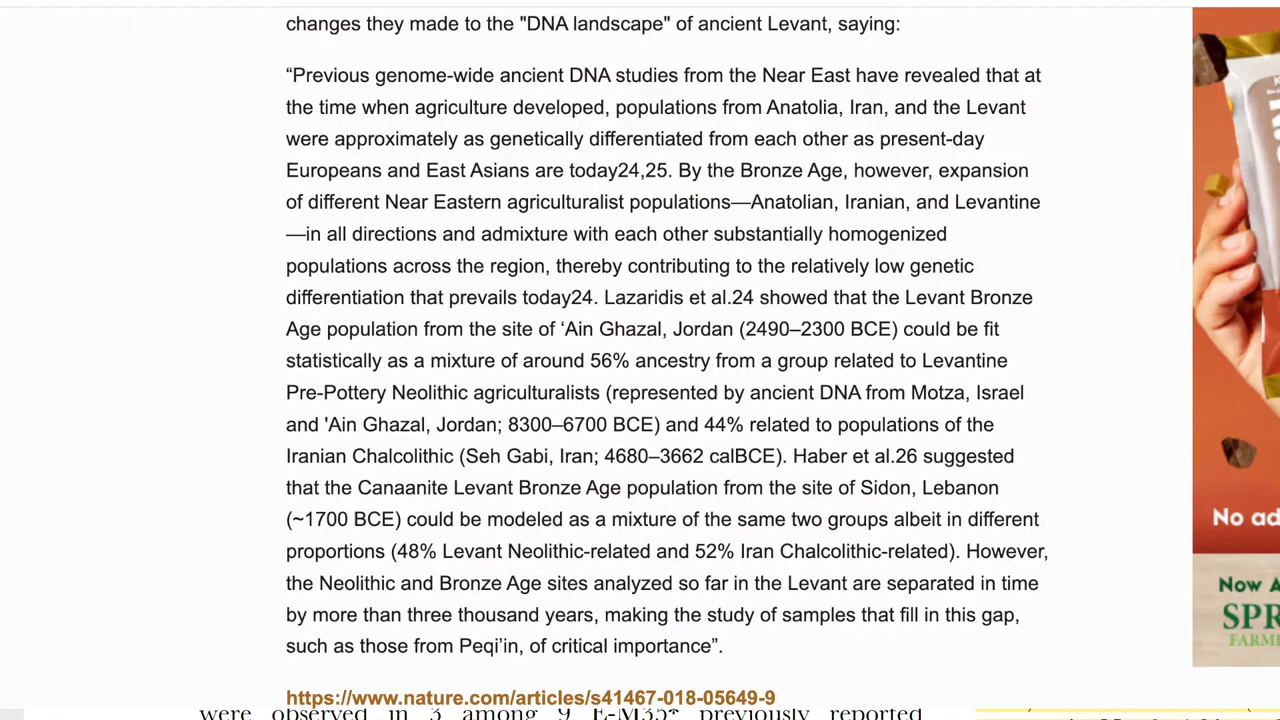 changes they made to the "DNA landscape" of ancient Levant, saying:
“Previous genome-wide ancient DNA studies from the Near East have revealed that at
the time when agriculture developed, populations from Anatolia, Iran, and the Levant
were approximately as genetically differentiated from each other as present-day
Europeans and East Asians are today24,25. By the Bronze Age, however, expansion
of different Near Eastern agriculturalist populations—Anatolian, Iranian, and Levantine
—in all directions and admixture with each other substantially homogenized
populations across the region, thereby contributing to the relatively low genetic
differentiation that prevails today24. Lazaridis et al.24 showed that the Levant Bronze
Age population from the site of ‘Ain Ghazal, Jordan (2490–2300 BCE) could be fit
statistically as a mixture of around 56% ancestry from a group related to Levantine
Pre-Pottery Neolithic agriculturalists (represented by ancient DNA from Motza, Israel
and 'Ain Ghazal, Jordan; 8300–6700 BCE) and 44% related to populations of the
Iranian Chalcolithic (Seh Gabi, Iran; 4680–3662 calBCE). Haber et al.26 suggested
that the Canaanite Levant Bronze Age population from the site of Sidon, Lebanon
(~1700 BCE) could be modeled as a mixture of the same two groups albeit in different
proportions (48% Levant Neolithic-related and 52% Iran Chalcolithic-related). However,
the Neolithic and Bronze Age sites analyzed so far in the Levant are separated in time
by more than three thousand years, making the study of samples that fill in this gap,
such as those from Peqi’in, of critical importance”.
https://www.nature.com/articles/s41467-018-05649-9
were observed in 3 among 9 E-M35* previously reported
No ad
Now A
SPR
FARME